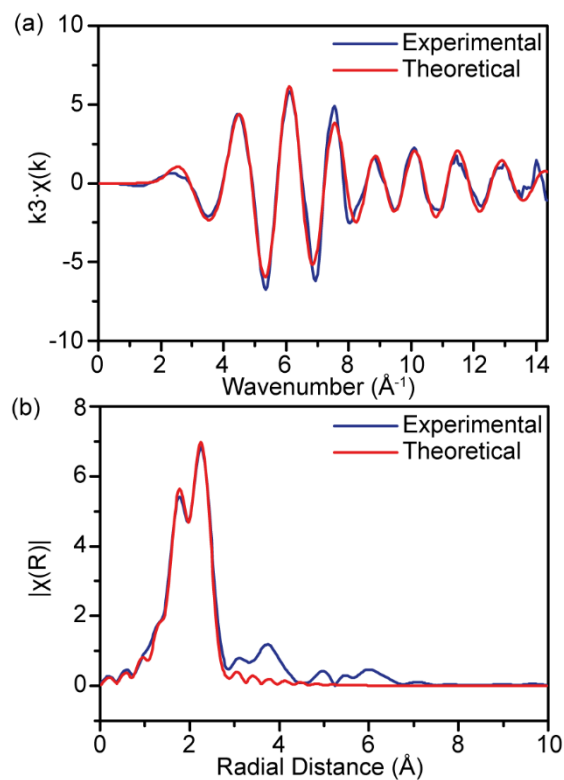 (a)
Experimental
Theoretical
k3·χ(k)
10
5
0
-5
-10
0 2 4 6 8 10 12 14
Wavenumber (Å⁻¹)
(b)
Experimental
Theoretical
|χ(R)|
8
6
4
2
0
0 2 4 6 8 10
Radial Distance (Å)